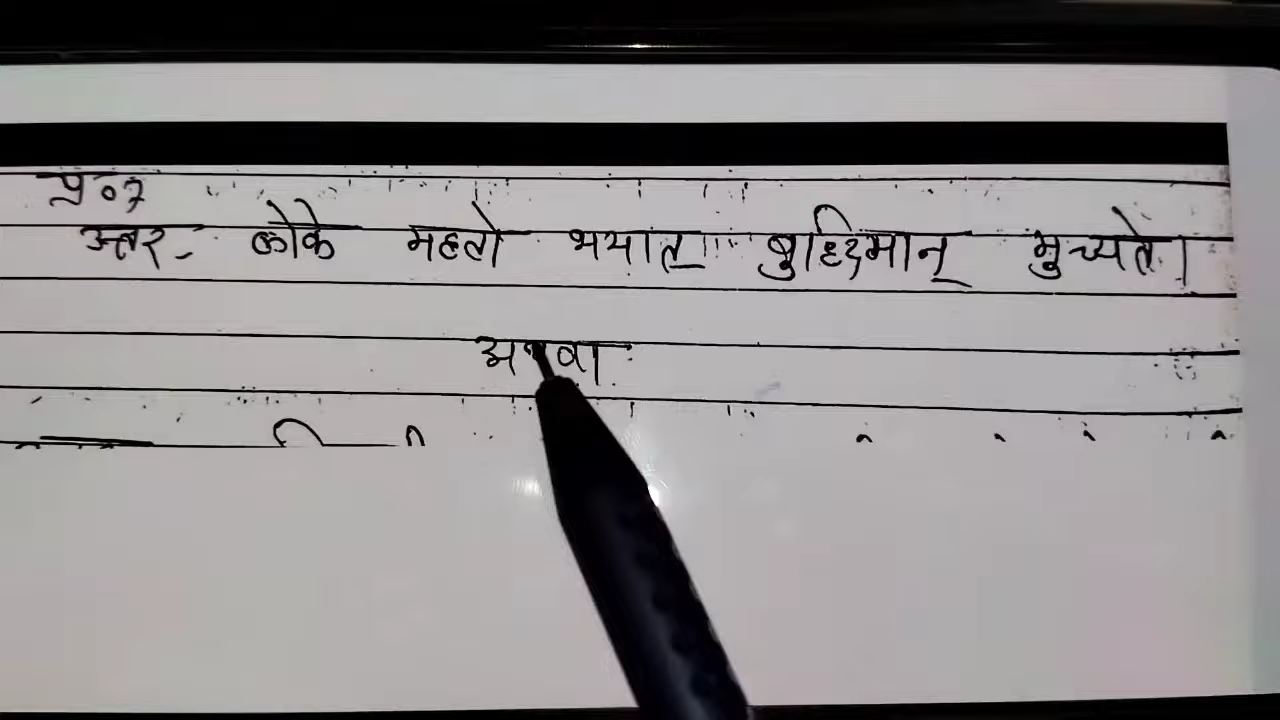 प्र०7
उत्तर- लोके महतो भयात् बुद्धिमान् मुच्यते।
अथवा